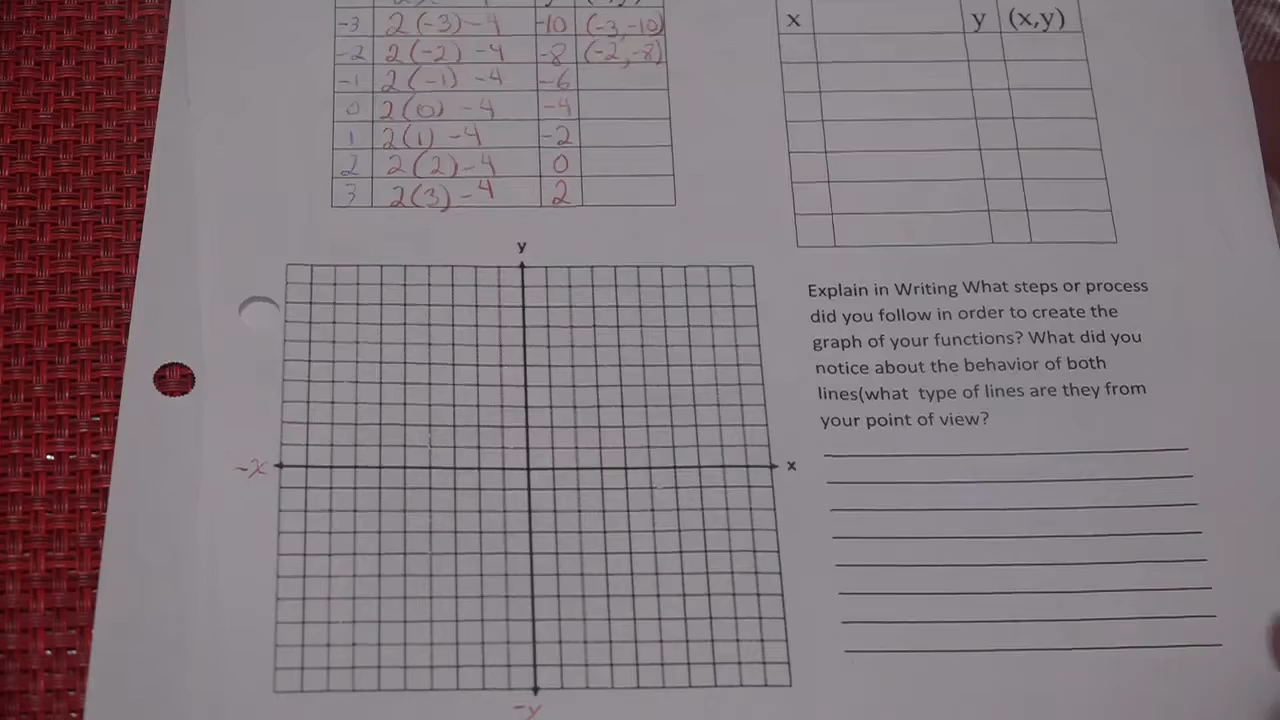 -3 2(-3)-4 -10 (-3,-10)
-2 2(-2) -4 -8 (-2,-8)
-1 2(-1) -4 -6
0 2(0) -4 -4
1 2(1) -4 -2
2 2(2)-4 0
3 2(3)-4 2
x y (x,y)
y
-x x
-y
Explain in Writing What steps or process
did you follow in order to create the
graph of your functions? What did you
notice about the behavior of both
lines(what type of lines are they from
your point of view?